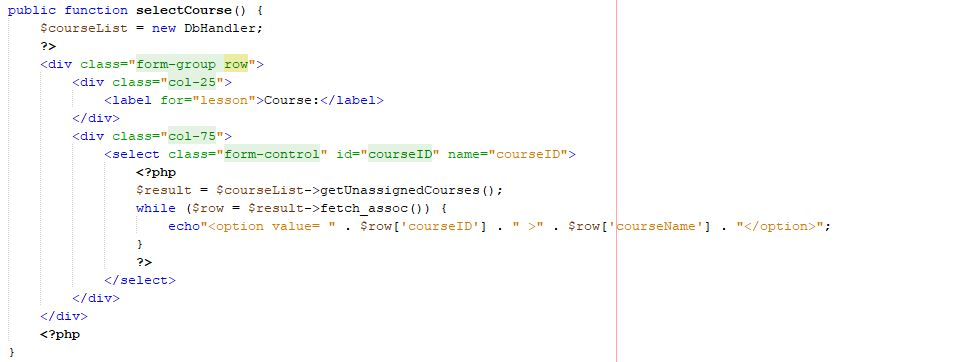 public function selectCourse() {
    $courseList = new DbHandler;
    ?>
    <div class="form-group row">
        <div class="col-25">
            <label for="lesson">Course:</label>
        </div>
        <div class="col-75">
            <select class="form-control" id="courseID" name="courseID">
                <?php
                $result = $courseList->getUnassignedCourses();
                while ($row = $result->fetch_assoc()) {
                    echo"<option value= " . $row['courseID'] . " >" . $row['courseName'] . "</option>";
                }
                ?>
            </select>
        </div>
    </div>
    <?php
}